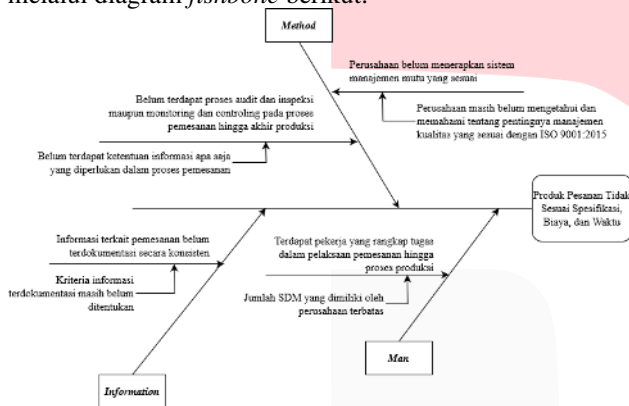 melalui diagram fishbone berikut.
Method
Perusahaan belum menerapkan sistem
manajemen mutu yang sesuai
Belum terdapat proses audit dan inspeksi
maupun monitoring dan controling pada proses
pemesanan hingga akhir produksi
Perusahaan masih belum mengetahui dan
memahami tentang pentingnya manajemen
kualitas yang sesuai dengan ISO 9001:2015
Belum terdapat ketentuan informasi apa saja
yang diperlukan dalam proses pemesanan
Produk Pesanan Tidak
Sesuai Spesifikasi,
Biaya, dan Waktu
Informasi terkait pemesanan belum
terdokumentasi secara konsisten
Kriteria informasi
terdokumentasi masih belum
ditentukan
Terdapat pekerja yang rangkap tugas
dalam pelaksaan pemesanan hingga
proses produksi
Jumlah SDM yang dimiliki oleh
perusahaan terbatas
Man
Information